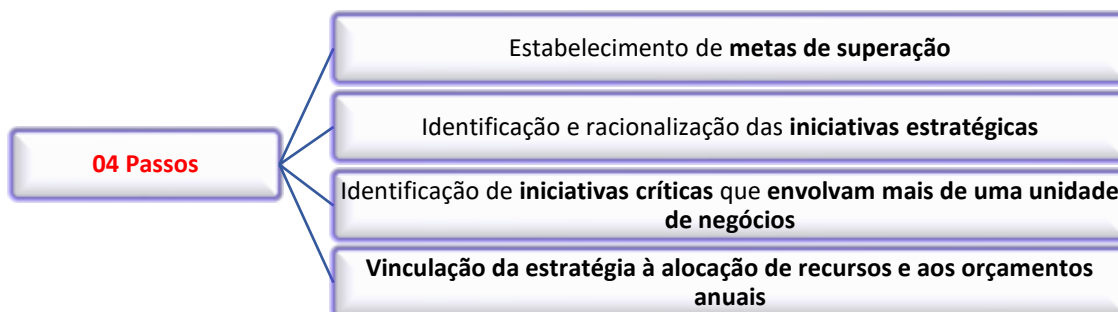 Estabelecimento de metas de superação
Identificação e racionalização das iniciativas estratégicas
04 Passos
Identificação de iniciativas críticas que envolvam mais de uma unidade
de negócios
Vinculação da estratégia à alocação de recursos e aos orçamentos
anuais